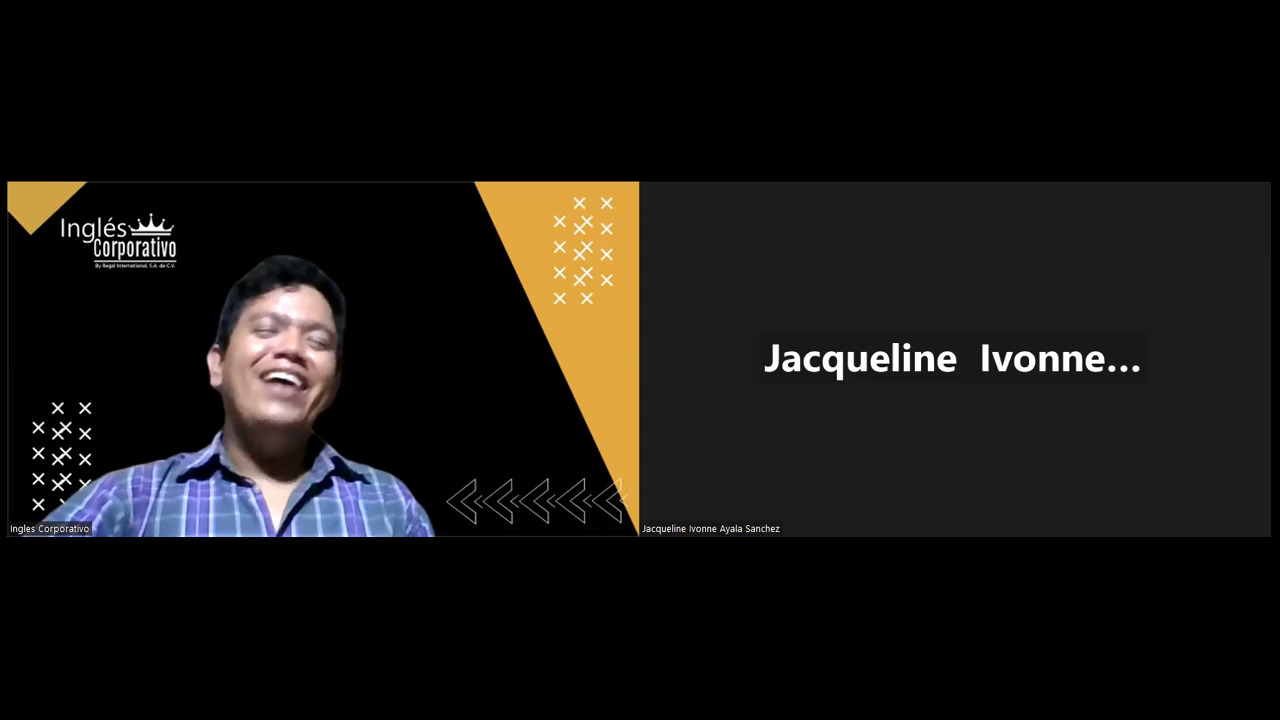 Inglés
Corporativo
By Regal International, S.A. de C.V.
Ingles Corporativo
Jacqueline Ivonne...
Jacqueline Ivonne Ayala Sanchez